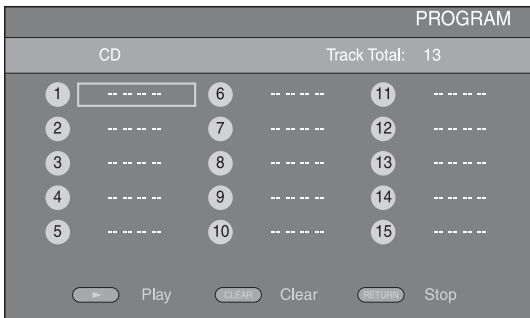 PROGRAM
CD Track Total: 13
1 -- -- -- -- 6 -- -- -- -- 11 -- -- -- --
2 -- -- -- -- 7 -- -- -- -- 12 -- -- -- --
3 -- -- -- -- 8 -- -- -- -- 13 -- -- -- --
4 -- -- -- -- 9 -- -- -- -- 14 -- -- -- --
5 -- -- -- -- 10 -- -- -- -- 15 -- -- -- --
Play CLEAR Clear RETURN Stop